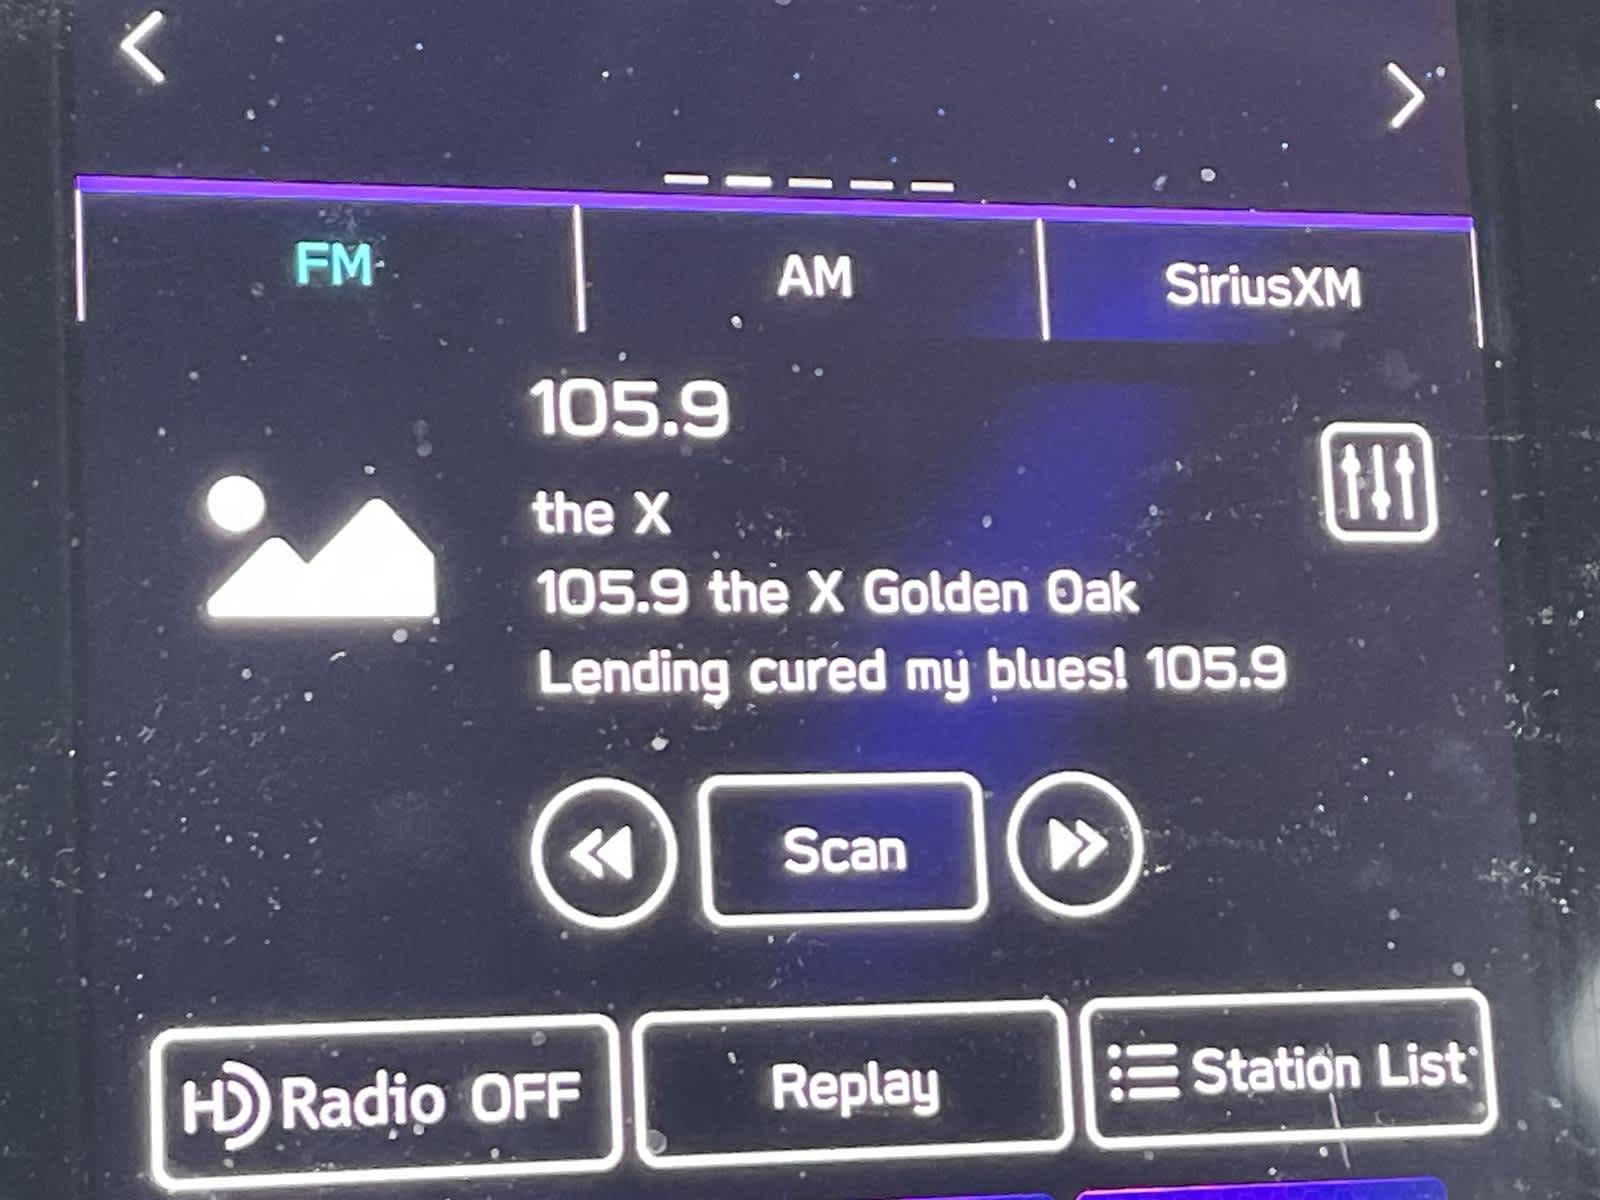 FM AM SiriusXM
105.9
the X
105.9 the X Golden Oak
Lending cured my blues! 105.9
Scan
HD Radio OFF Replay Station List